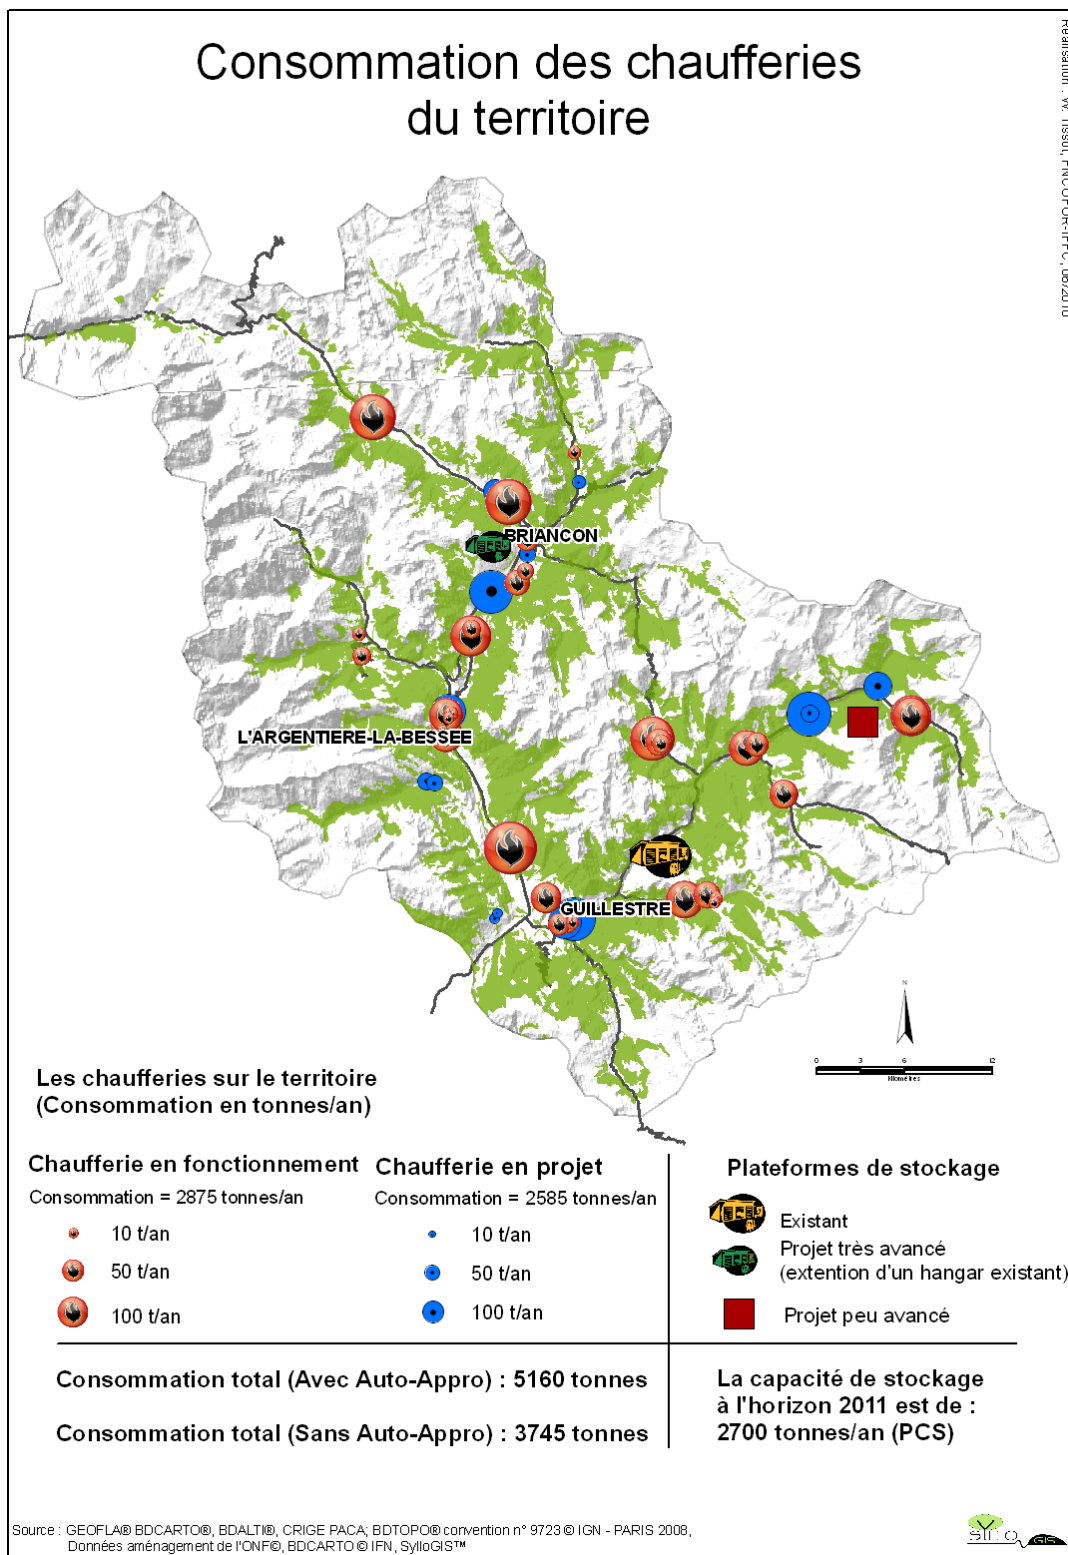 Consommation des chaufferies
du territoire
BRIANCON
L'ARGENTIERE-LA-BESSEE
GUILLESTRE
N
0 3 6 12
Kilomètres
Les chaufferies sur le territoire
(Consommation en tonnes/an)
Chaufferie en fonctionnement
Consommation = 2875 tonnes/an
10 t/an
50 t/an
100 t/an
Chaufferie en projet
Consommation = 2585 tonnes/an
10 t/an
50 t/an
100 t/an
Plateformes de stockage
Existant
Projet très avancé
(extention d'un hangar existant)
Projet peu avancé
Consommation total (Avec Auto-Appro) : 5160 tonnes
Consommation total (Sans Auto-Appro) : 3745 tonnes
La capacité de stockage
à l'horizon 2011 est de :
2700 tonnes/an (PCS)
Source : GEOFLA® BDCARTO®, BDALTI®, CRIGE PACA; BDTOPO® convention n° 9723 © IGN - PARIS 2008,
Données aménagement de l'ONF©, BDCARTO © IFN, SylloGIS™